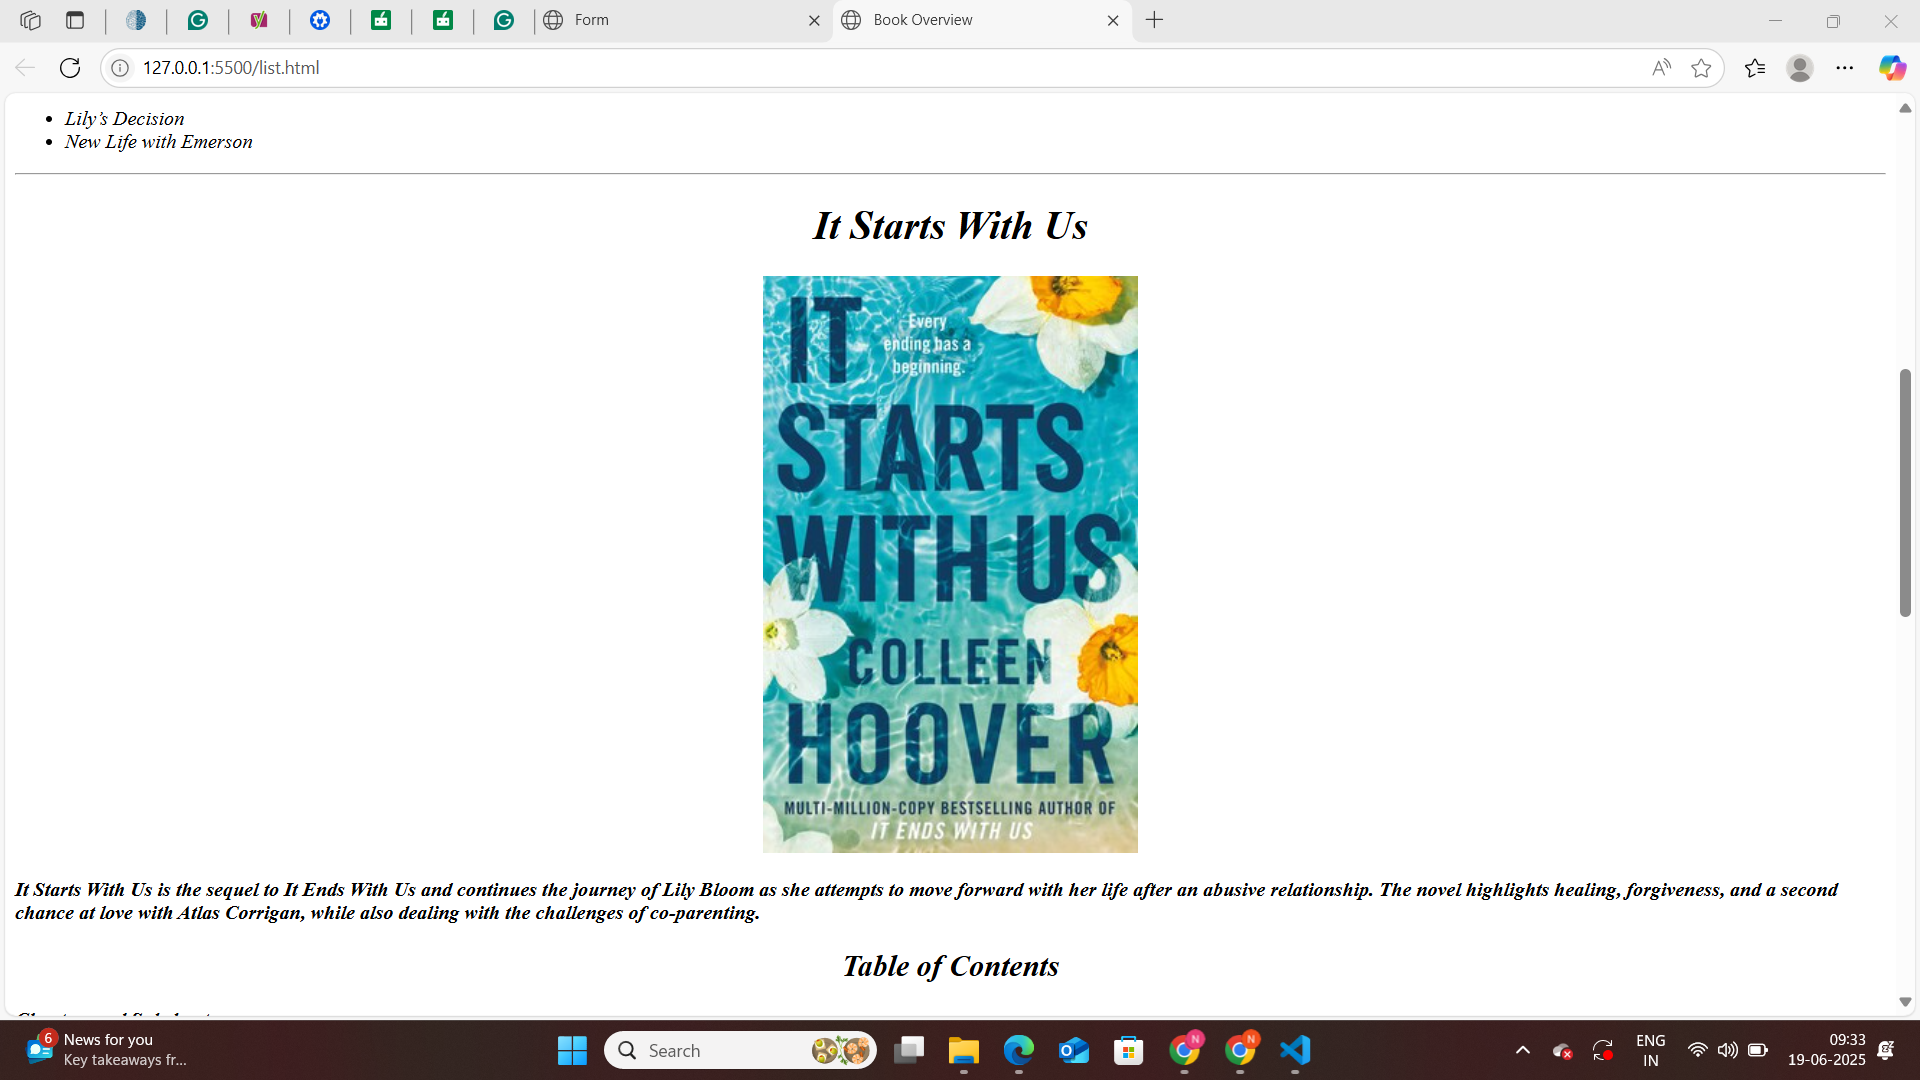 Form
Book Overview
127.0.0.1:5500/list.html
Lily’s Decision
New Life with Emerson
It Starts With Us
IT
Every
ending has a
beginning.
STARTS
WITH US
COLLEEN
HOOVER
MULTI-MILLION-COPY BESTSELLING AUTHOR OF
IT ENDS WITH US
It Starts With Us is the sequel to It Ends With Us and continues the journey of Lily Bloom as she attempts to move forward with her life after an abusive relationship. The novel highlights healing, forgiveness, and a second
chance at love with Atlas Corrigan, while also dealing with the challenges of co-parenting.
Table of Contents
6
News for you
Key takeaways fr...
Search
N
N
ENG
IN
09:33
19-06-2025